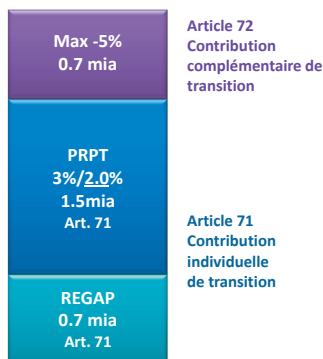 Max -5%
0.7 mia
Article 72
Contribution
complémentaire de
transition
PRPT
3%/2.0%
1.5mia
Art. 71
Article 71
Contribution
individuelle
de transition
REGAP
0.7 mia
Art. 71